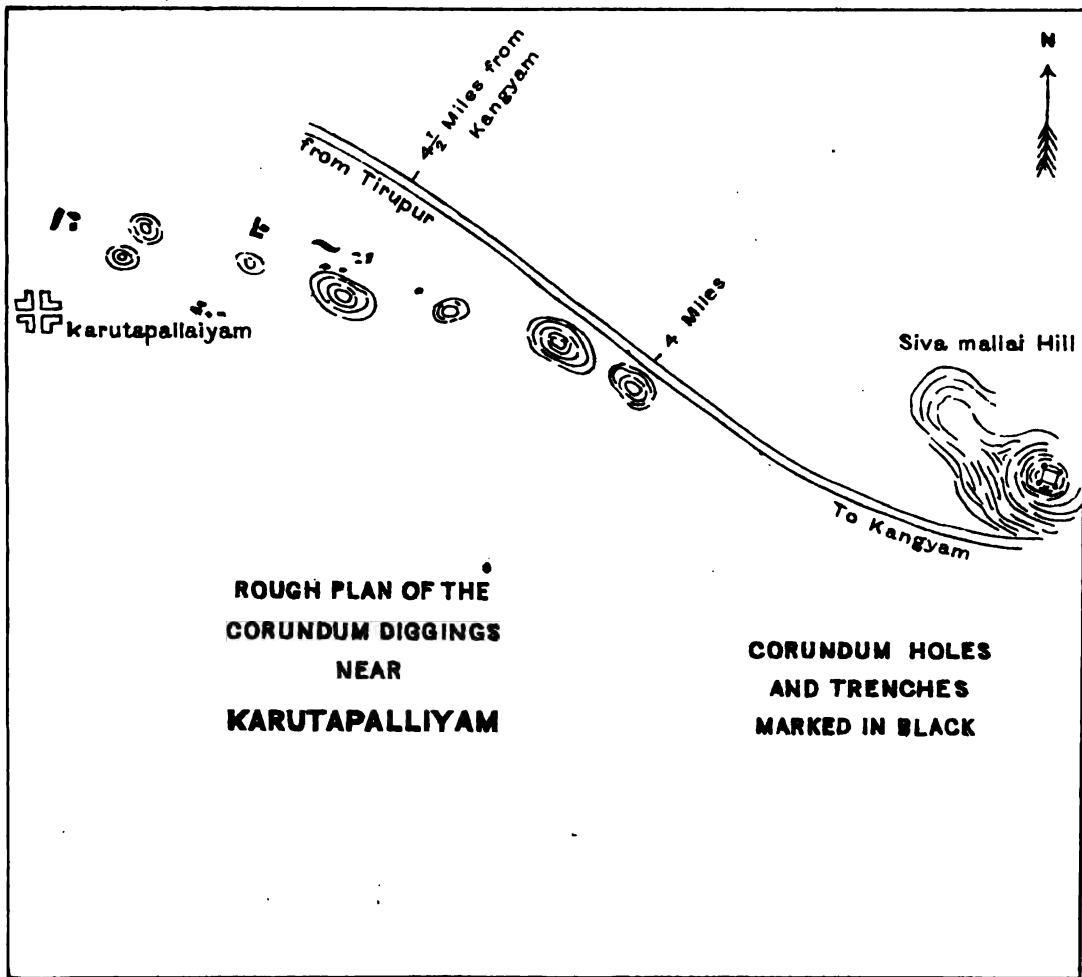 N
4½ Miles from
Kangyam
from Tirupur
4 Miles
Karutapallaiyam
Siva mallai Hill
To Kangyam
ROUGH PLAN OF THE
CORUNDUM DIGGINGS
NEAR
KARUTAPALLIYAM
CORUNDUM HOLES
AND TRENCHES
MARKED IN BLACK